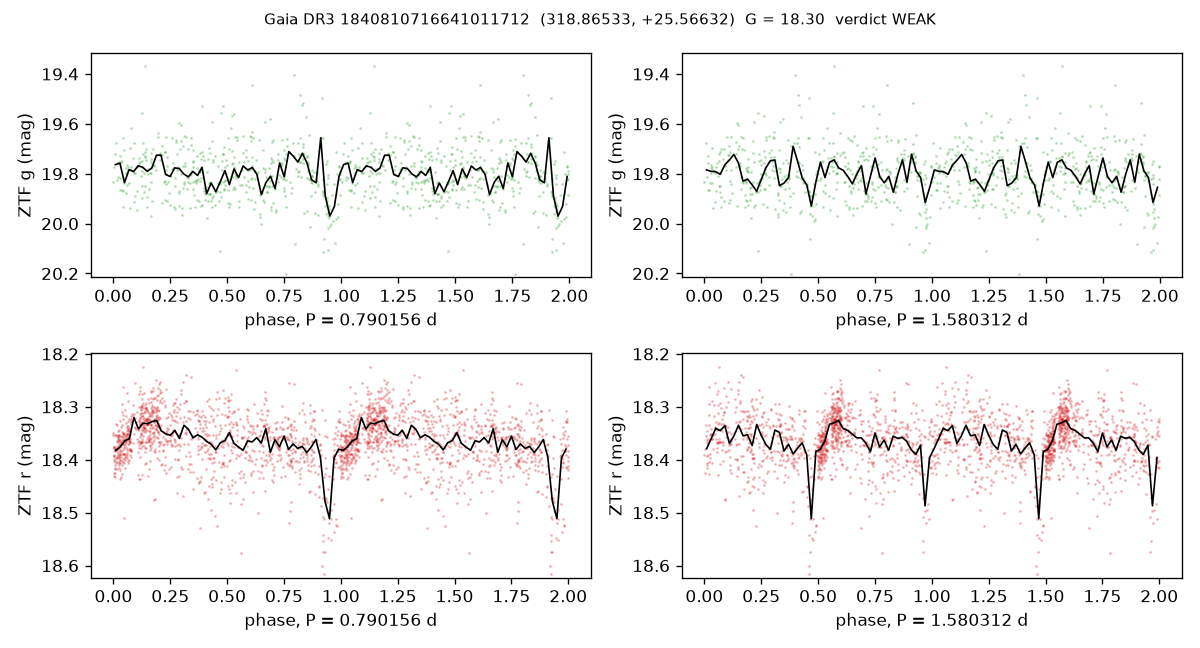 Gaia DR3 1840810716641011712 (318.86533, +25.56632) G = 18.30 verdict WEAK
ZTF g (mag)
19.4
19.6
19.8
20.0
20.2
0.00 0.25 0.50 0.75 1.00 1.25 1.50 1.75 2.00
phase, P = 0.790156 d
ZTF g (mag)
19.4
19.6
19.8
20.0
20.2
0.00 0.25 0.50 0.75 1.00 1.25 1.50 1.75 2.00
phase, P = 1.580312 d
ZTF r (mag)
18.2
18.3
18.4
18.5
18.6
0.00 0.25 0.50 0.75 1.00 1.25 1.50 1.75 2.00
phase, P = 0.790156 d
ZTF r (mag)
18.2
18.3
18.4
18.5
18.6
0.00 0.25 0.50 0.75 1.00 1.25 1.50 1.75 2.00
phase, P = 1.580312 d